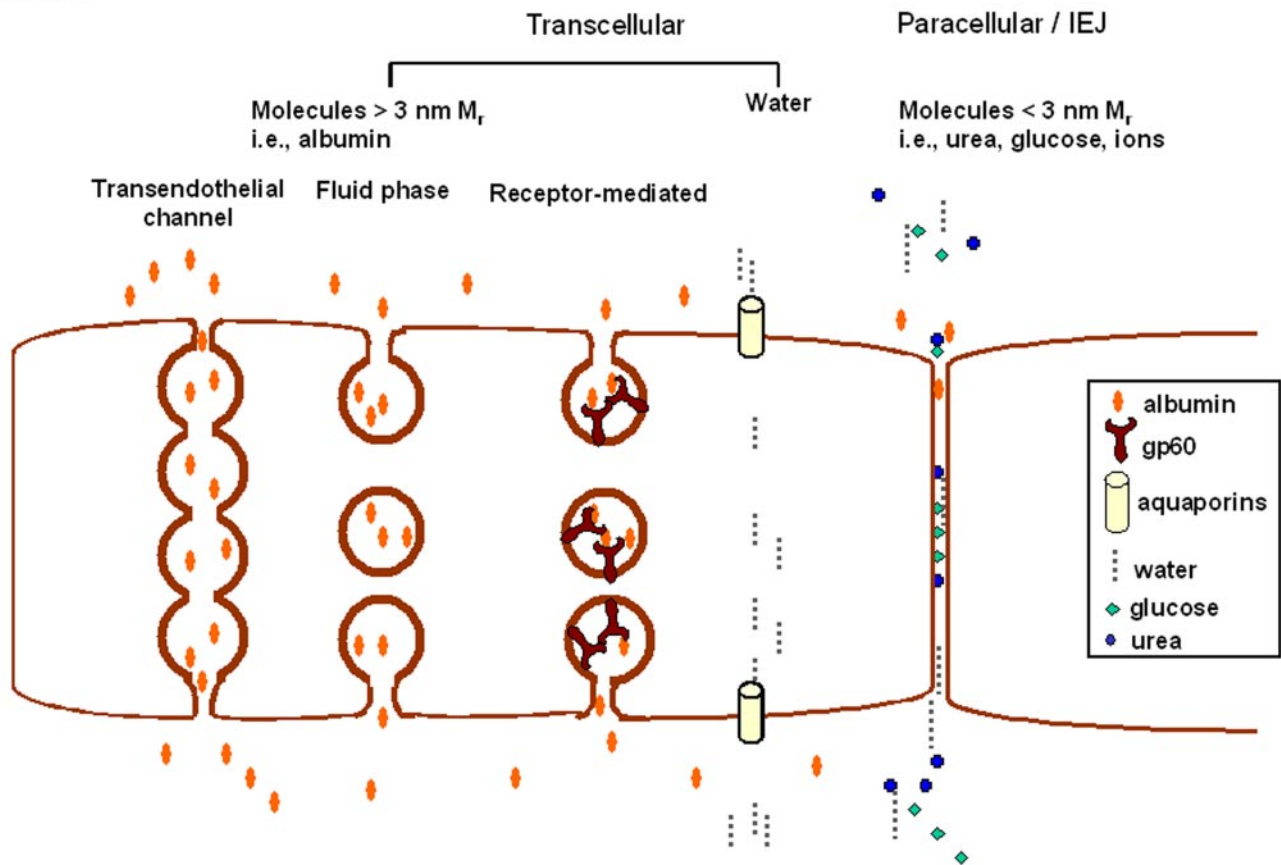 Transcellular
Paracellular / IEJ
Molecules > 3 nm Mr
i.e., albumin
Water
Molecules < 3 nm Mr
i.e., urea, glucose, ions
Transendothelial
channel
Fluid phase
Receptor-mediated
albumin
gp60
aquaporins
water
glucose
urea